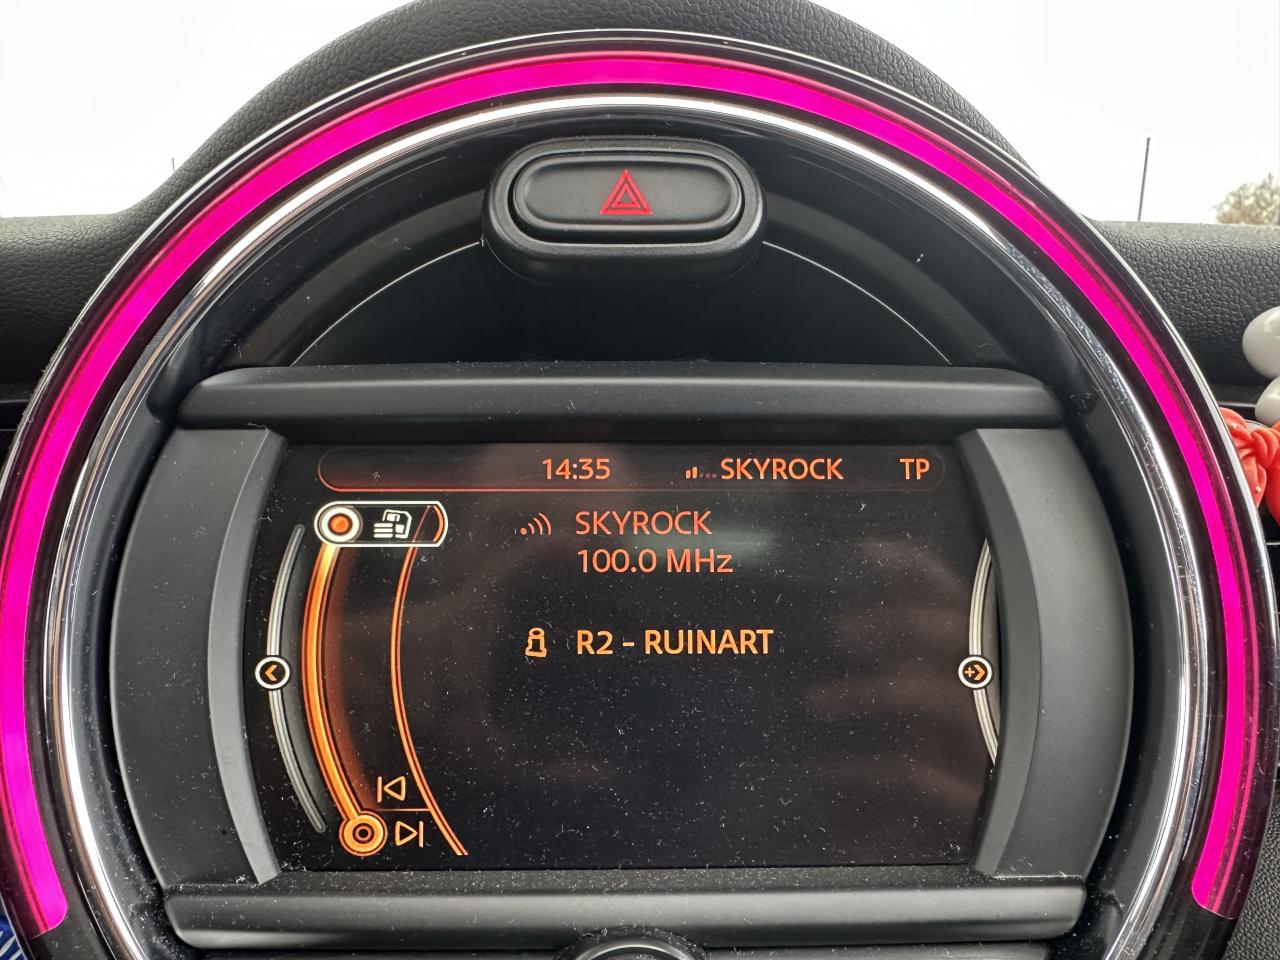 14:35 SKYROCK TP
SKYROCK
100.0 MHz
R2 - RUINART